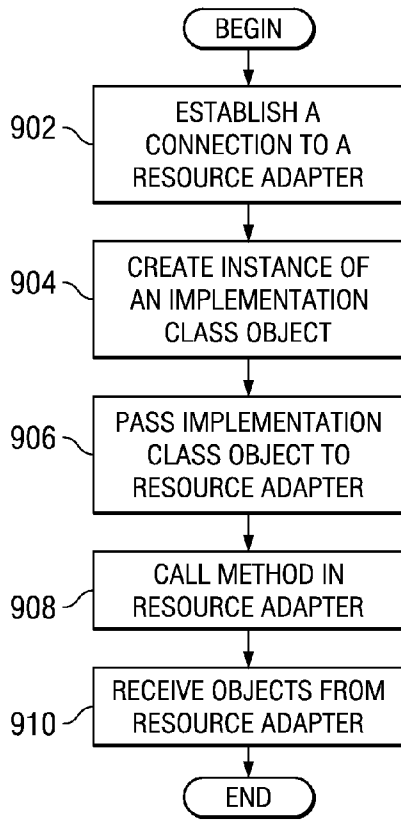 BEGIN
902
ESTABLISH A
CONNECTION TO A
RESOURCE ADAPTER
904
CREATE INSTANCE OF
AN IMPLEMENTATION
CLASS OBJECT
906
PASS IMPLEMENTATION
CLASS OBJECT TO
RESOURCE ADAPTER
908
CALL METHOD IN
RESOURCE ADAPTER
910
RECEIVE OBJECTS FROM
RESOURCE ADAPTER
END